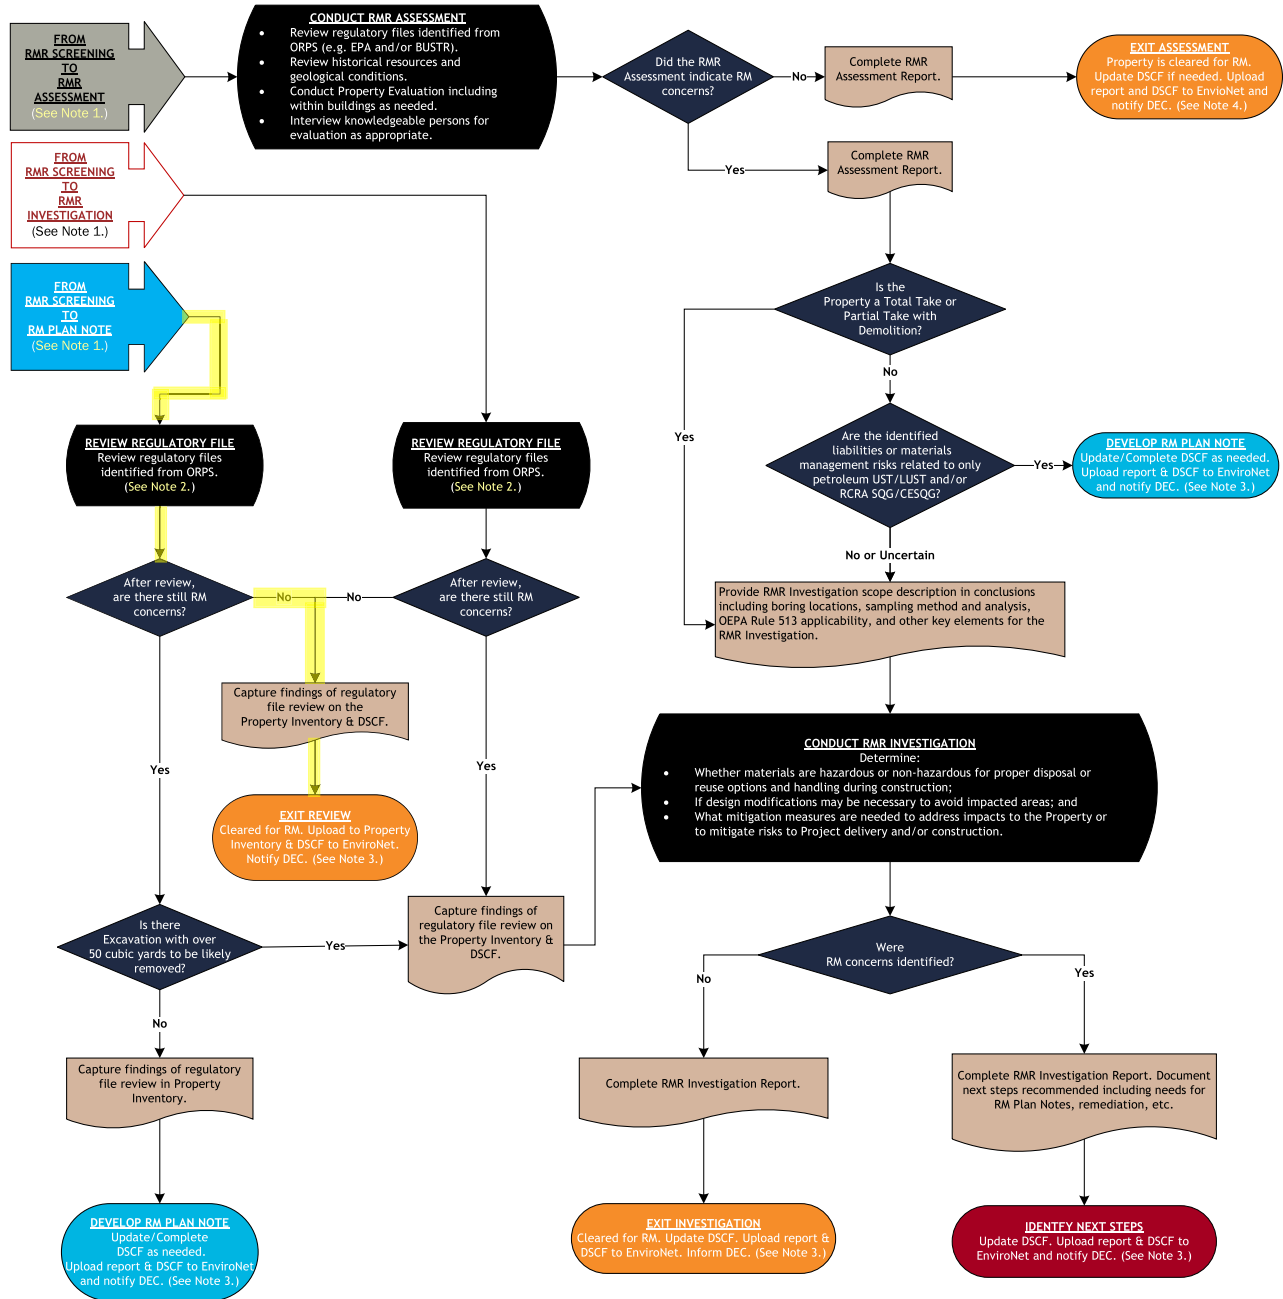 FROM
RMR SCREENING
TO
RMR
ASSESSMENT
(See Note 1.)
CONDUCT RMR ASSESSMENT
• Review regulatory files identified from
ORPS (e.g. EPA and/or BUSTR).
• Review historical resources and
geological conditions.
• Conduct Property Evaluation including
within buildings as needed.
• Interview knowledgeable persons for
evaluation as appropriate.
Did the RMR
Assessment indicate RM
concerns?
No
Complete RMR
Assessment Report.
EXIT ASSESSMENT
Property is cleared for RM.
Update DSCF if needed. Upload
report and DSCF to EnvioNet and
notify DEC. (See Note 4.)
Yes
Complete RMR
Assessment Report.
FROM
RMR SCREENING
TO
RMR
INVESTIGATION
(See Note 1.)
FROM
RMR SCREENING
TO
RM PLAN NOTE
(See Note 1.)
Is the
Property a Total Take or
Partial Take with
Demolition?
No
Yes
REVIEW REGULATORY FILE
Review regulatory files
identified from ORPS.
(See Note 2.)
REVIEW REGULATORY FILE
Review regulatory files
identified from ORPS.
(See Note 2.)
Are the identified
liabilities or materials
management risks related to only
petroleum UST/LUST and/or
RCRA SQG/CESQG?
Yes
DEVELOP RM PLAN NOTE
Update/Complete DSCF as needed.
Upload report & DSCF to EnviroNet
and notify DEC. (See Note 3.)
No or Uncertain
After review,
are there still RM
concerns?
No
No
After review,
are there still RM
concerns?
Provide RMR Investigation scope description in conclusions
including boring locations, sampling method and analysis,
OEPA Rule 513 applicability, and other key elements for the
RMR Investigation.
Capture findings of regulatory
file review on the
Property Inventory & DSCF.
Yes
Yes
CONDUCT RMR INVESTIGATION
Determine:
• Whether materials are hazardous or non-hazardous for proper disposal or
reuse options and handling during construction;
• If design modifications may be necessary to avoid impacted areas; and
• What mitigation measures are needed to address impacts to the Property or
to mitigate risks to Project delivery and/or construction.
EXIT REVIEW
Cleared for RM. Upload to Property
Inventory & DSCF to EnviroNet.
Notify DEC. (See Note 3.)
Is there
Excavation with over
50 cubic yards to be likely
removed?
Yes
Capture findings of
regulatory file review on
the Property Inventory &
DSCF.
Were
RM concerns identified?
No
Yes
No
Capture findings of regulatory
file review in Property
Inventory.
Complete RMR Investigation Report.
Complete RMR Investigation Report. Document
next steps recommended including needs for
RM Plan Notes, remediation, etc.
DEVELOP RM PLAN NOTE
Update/Complete
DSCF as needed.
Upload report & DSCF to EnviroNet
and notify DEC. (See Note 3.)
EXIT INVESTIGATION
Cleared for RM. Update DSCF. Upload report &
DSCF to EnviroNet. Inform DEC. (See Note 3.)
IDENTFY NEXT STEPS
Update DSCF. Upload report & DSCF to
EnviroNet and notify DEC. (See Note 3.)